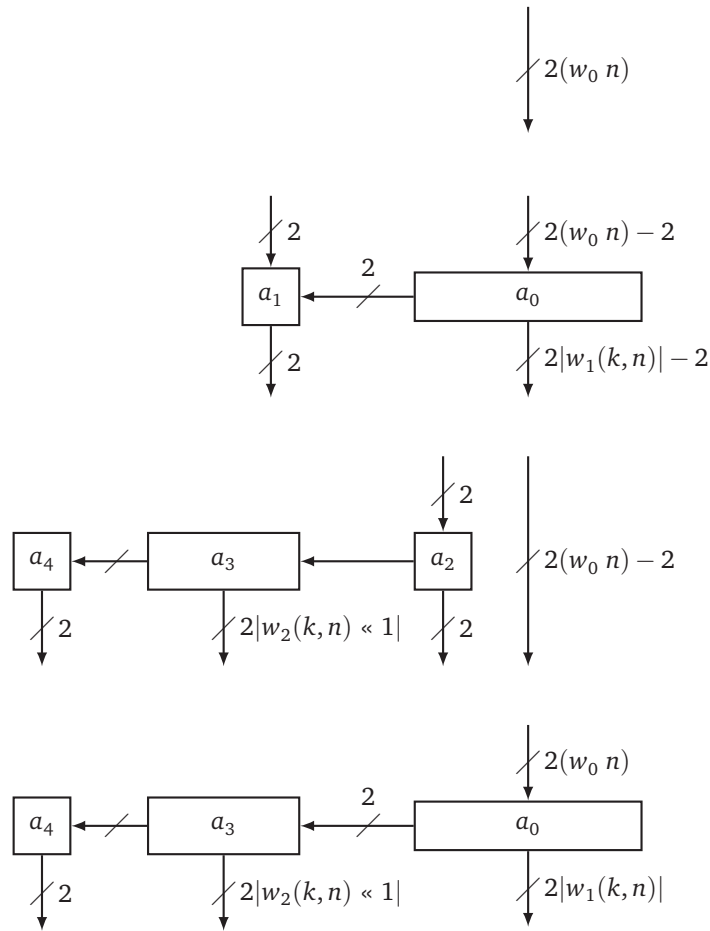 2(w₀ n)
2 2(w₀ n) − 2
2
a₁ a₀
2 2|w₁(k, n)| − 2
2 2(w₀ n) − 2
a₄ a₃ a₂
2 2|w₂(k, n) « 1| 2
2(w₀ n)
2
a₄ a₃ a₀
2 2|w₂(k, n) « 1| 2|w₁(k, n)|